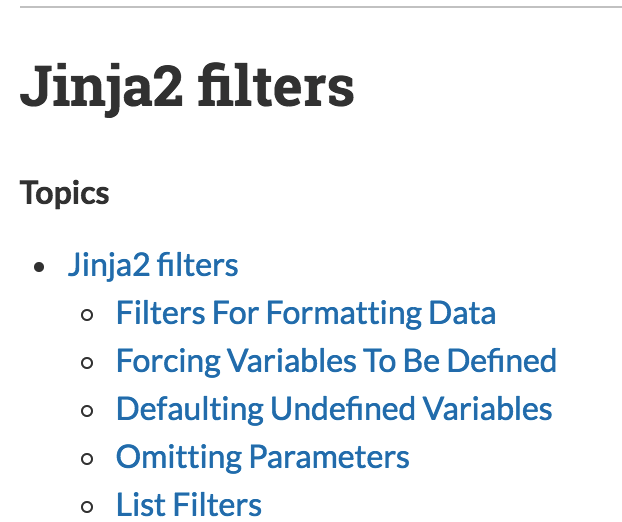 Jinja2 filters
Topics
Jinja2 filters
Filters For Formatting Data
Forcing Variables To Be Defined
Defaulting Undefined Variables
Omitting Parameters
List Filters